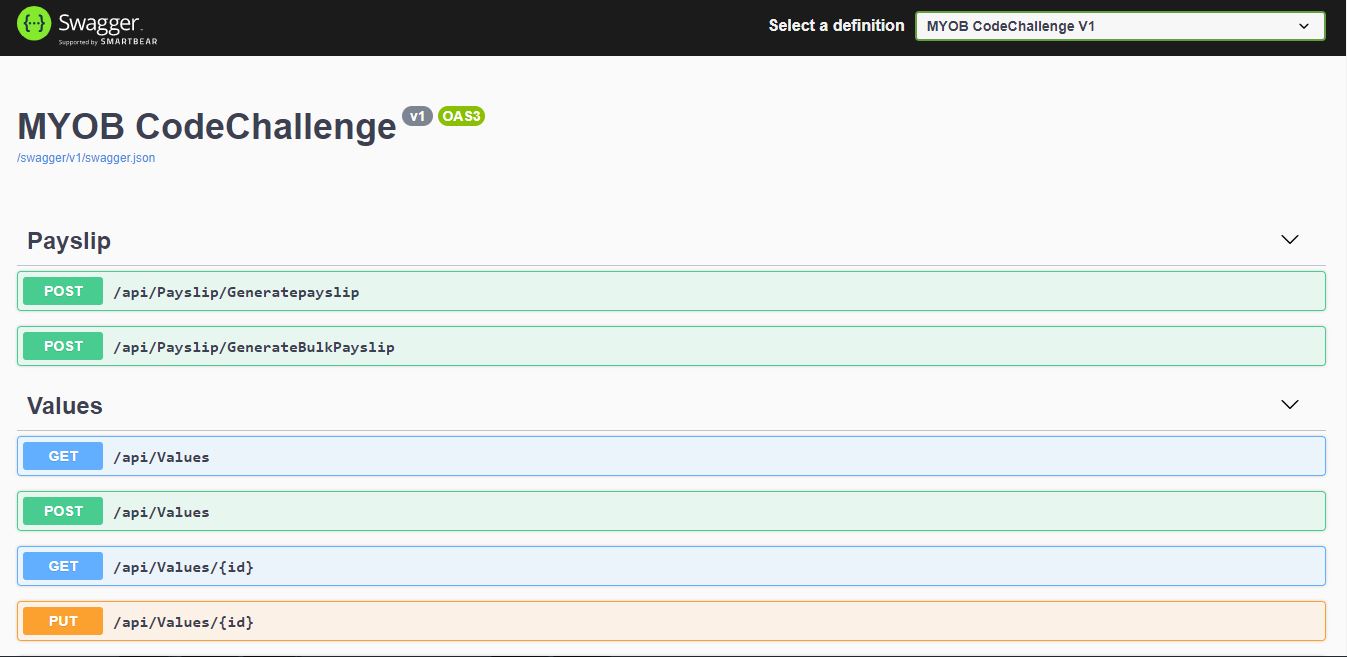 Swagger.
Supported by SMARTBEAR
Select a definition
MYOB CodeChallenge V1
MYOB CodeChallenge v1 OAS3
/swagger/v1/swagger.json
Payslip
POST /api/Payslip/Generatepayslip
POST /api/Payslip/GenerateBulkPayslip
Values
GET /api/Values
POST /api/Values
GET /api/Values/{id}
PUT /api/Values/{id}